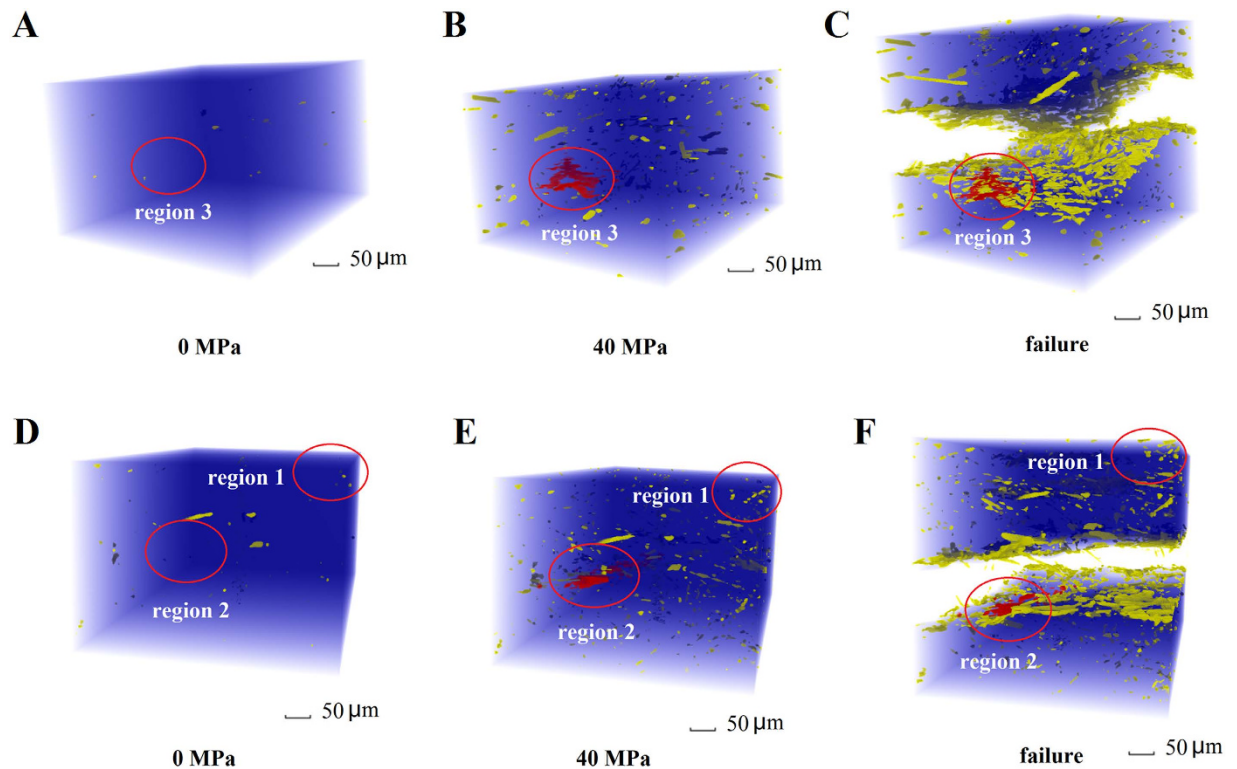 A
B
C
region 3
region 3
region 3
50 μm
50 μm
50 μm
0 MPa
40 MPa
failure
D
E
F
region 1
region 1
region 1
region 2
region 2
region 2
50 μm
50 μm
50 μm
0 MPa
40 MPa
failure